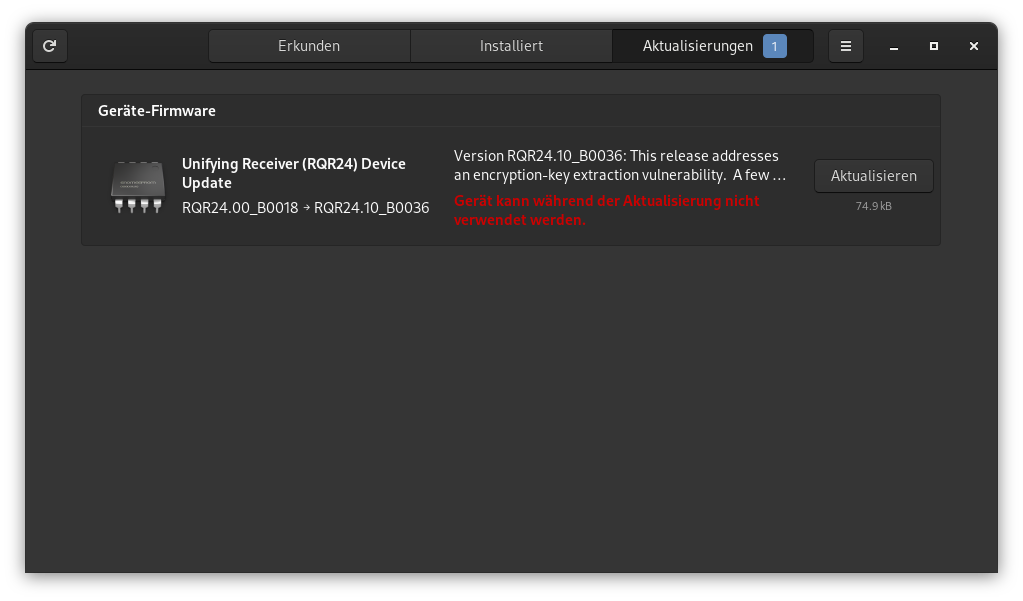 Erkunden
Installiert
Aktualisierungen 1
Geräte-Firmware
Unifying Receiver (RQR24) Device
Update
RQR24.00_B0018 → RQR24.10_B0036
Version RQR24.10_B0036: This release addresses
an encryption-key extraction vulnerability.  A few …
Gerät kann während der Aktualisierung nicht
verwendet werden.
Aktualisieren
74.9 kB